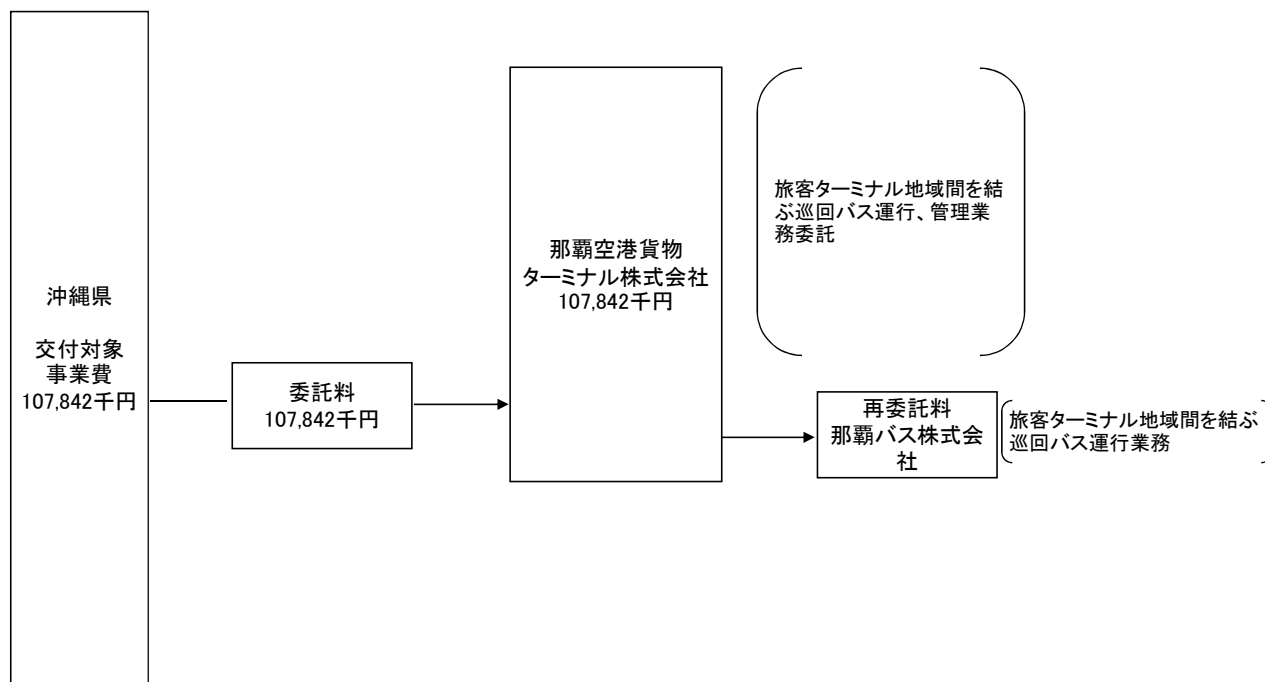 沖縄県
交付対象
事業費
107,842千円
委託料
107,842千円
那覇空港貨物
ターミナル株式会社
107,842千円
旅客ターミナル地域間を結
ぶ巡回バス運行、管理業
務委託
再委託料
那覇バス株式会
社
旅客ターミナル地域間を結ぶ
巡回バス運行業務